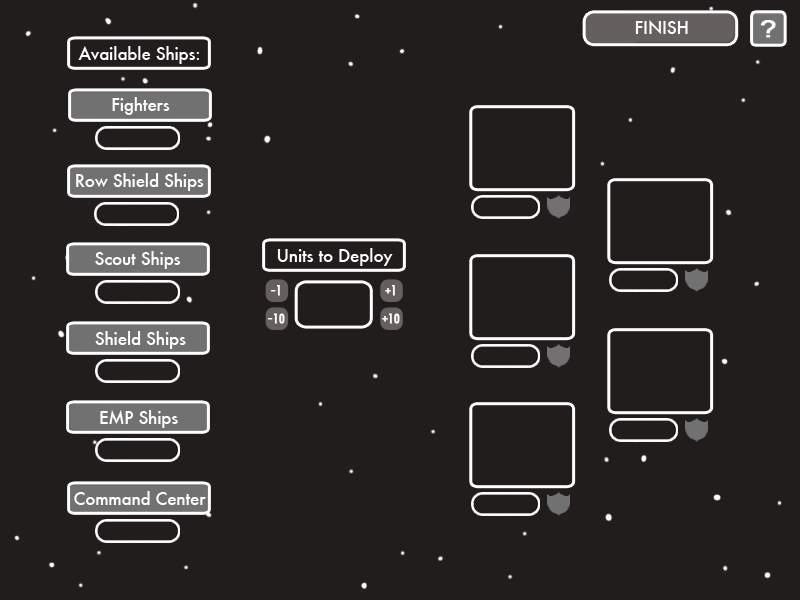 FINISH
?
Available Ships:
Fighters
Row Shield Ships
Scout Ships
Shield Ships
EMP Ships
Command Center
Units to Deploy
-1
+1
-10
+10